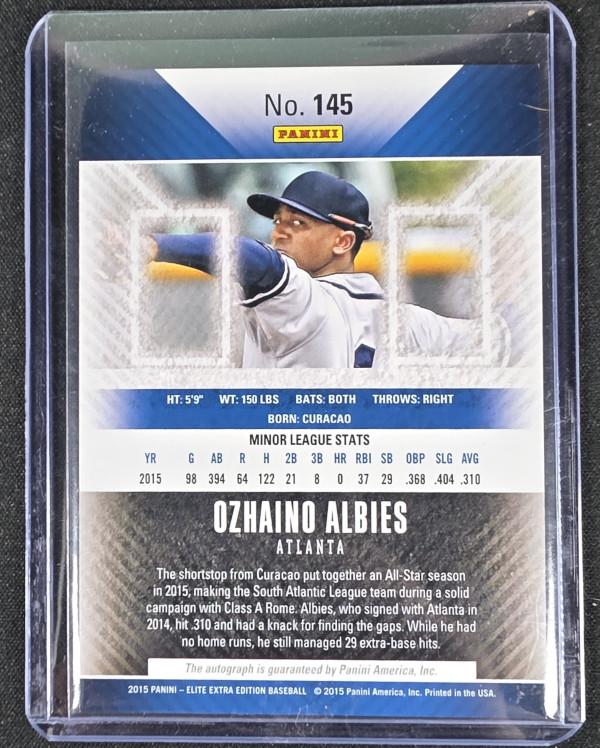 No. 145
PANINI
HT: 5'9" WT: 150 LBS BATS: BOTH THROWS: RIGHT
BORN: CURACAO
MINOR LEAGUE STATS
YR G AB R H 2B 3B HR RBI SB OBP SLG AVG
2015 98 394 64 122 21 8 0 37 29 .368 .404 .310
OZHAINO ALBIES
ATLANTA
The shortstop from Curacao put together an All-Star season
in 2015, making the South Atlantic League team during a solid
campaign with Class A Rome. Albies, who signed with Atlanta in
2014, hit .310 and had a knack for finding the gaps. While he had
no home runs, he still managed 29 extra-base hits.
The autograph is guaranteed by Panini America, Inc.
2015 PANINI – ELITE EXTRA EDITION BASEBALL © 2015 Panini America, Inc. Printed in the USA.